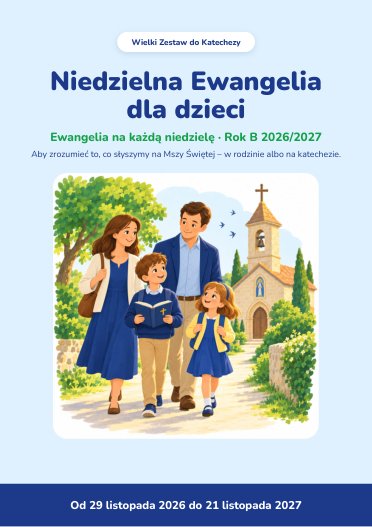 Wielki Zestaw do Katechezy
Niedzielna Ewangelia
dla dzieci
Ewangelia na każdą niedzielę · Rok B 2026/2027
Aby zrozumieć to, co słyszymy na Mszy Świętej – w rodzinie albo na katechezie.
Od 29 listopada 2026 do 21 listopada 2027